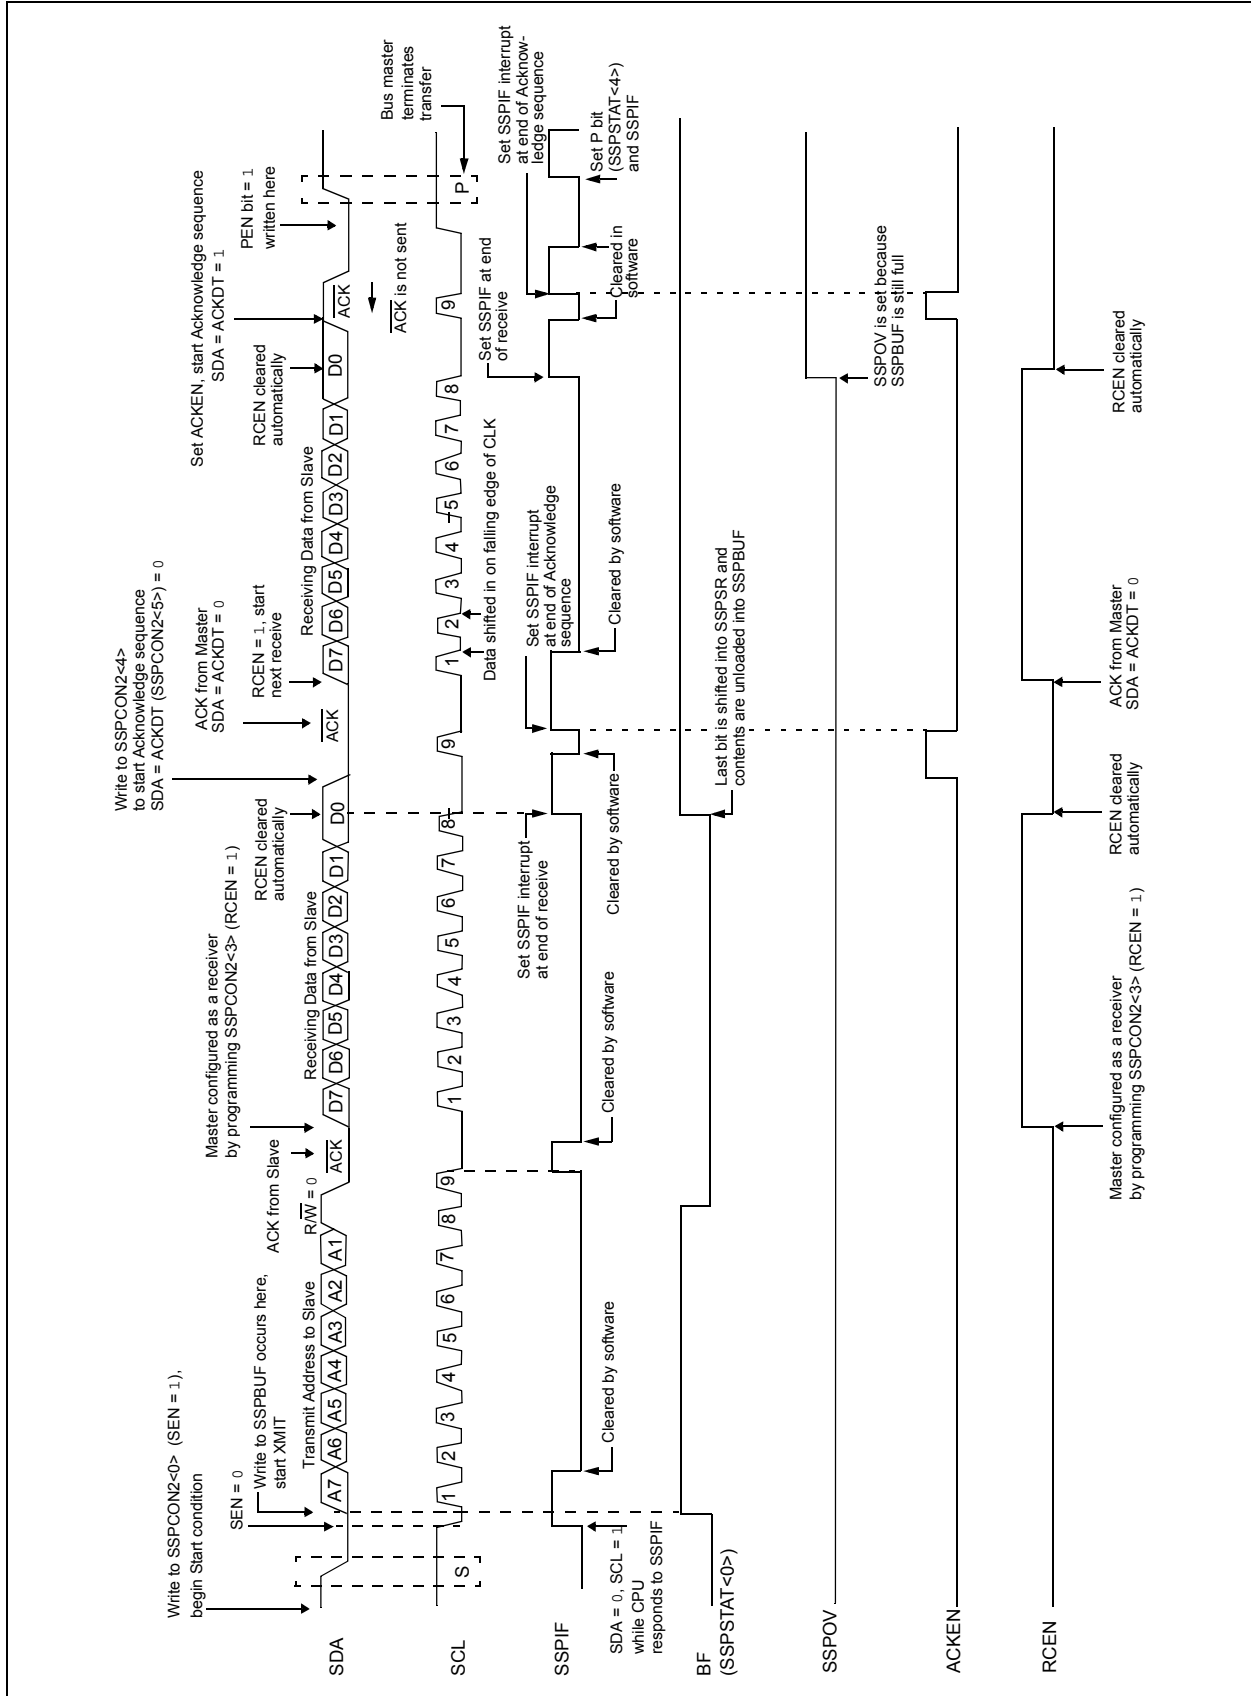 Write to SSPCON2<0> (SEN = 1),
begin Start condition
SEN = 0
Write to SSPBUF occurs here,
start XMIT
ACK from Slave
Master configured as a receiver
by programming SSPCON2<3> (RCEN = 1)
RCEN cleared
automatically
Write to SSPCON2<4>
to start Acknowledge sequence
SDA = ACKDT (SSPCON2<5>) = 0
ACK from Master
SDA = ACKDT = 0
RCEN = 1, start
next receive
RCEN cleared
automatically
Set ACKEN, start Acknowledge sequence
SDA = ACKDT = 1
PEN bit = 1
written here
Transmit Address to Slave
R/W = 0
Receiving Data from Slave
Receiving Data from Slave
SDA
A7 A6 A5 A4 A3 A2 A1 ACK D7 D6 D5 D4 D3 D2 D1 D0 ACK D7 D6 D5 D4 D3 D2 D1 D0 ACK
ACK is not sent
Bus master
terminates
transfer
SCL
S 1 2 3 4 5 6 7 8 9 1 2 3 4 5 6 7 8 9 1 2 3 4 5 6 7 8 9 P
Data shifted in on falling edge of CLK
Set SSPIF interrupt
at end of receive
Set SSPIF interrupt
at end of Acknowledge
sequence
Set SSPIF at end
of receive
Set SSPIF interrupt
at end of Acknow-
ledge sequence
SSPIF
SDA = 0, SCL = 1
while CPU
responds to SSPIF
Cleared by software
Cleared by software
Cleared by software
Cleared by software
Cleared in
software
Set P bit
(SSPSTAT<4>)
and SSPIF
BF
(SSPSTAT<0>)
Last bit is shifted into SSPSR and
contents are unloaded into SSPBUF
SSPOV
SSPOV is set because
SSPBUF is still full
ACKEN
RCEN
Master configured as a receiver
by programming SSPCON2<3> (RCEN = 1)
RCEN cleared
automatically
ACK from Master
SDA = ACKDT = 0
RCEN cleared
automatically